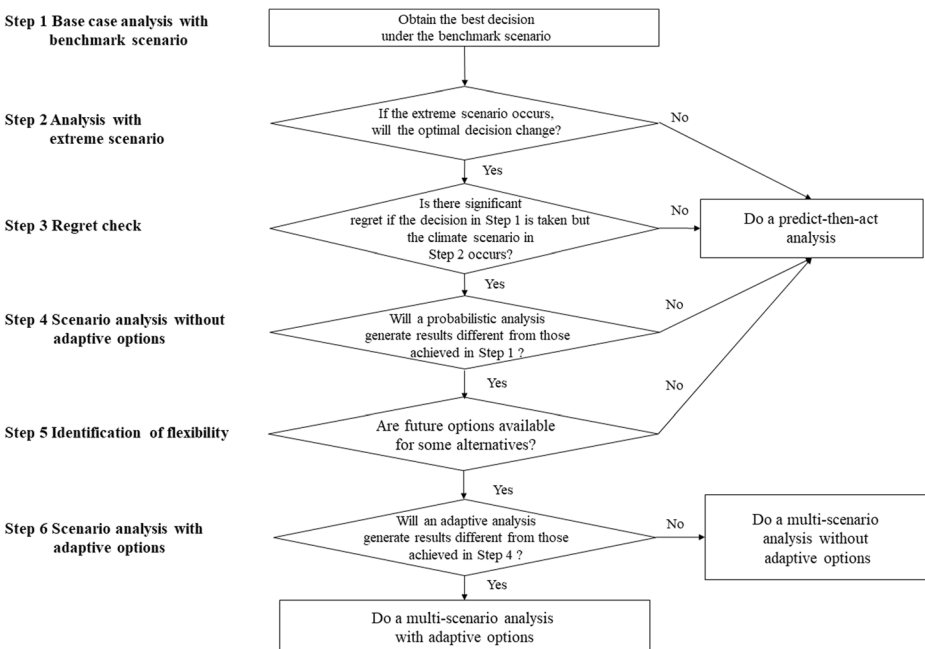 Step 1 Base case analysis with
benchmark scenario
Obtain the best decision
under the benchmark scenario
Step 2 Analysis with
extreme scenario
If the extreme scenario occurs,
will the optimal decision change?
No
Yes
Step 3 Regret check
Is there significant
regret if the decision in Step 1 is taken but
the climate scenario in
Step 2 occurs?
No
Do a predict-then-act
analysis
Yes
Step 4 Scenario analysis without
adaptive options
Will a probabilistic analysis
generate results different from those
achieved in Step 1 ?
No
Yes
Step 5 Identification of flexibility
Are future options available
for some alternatives?
No
Yes
Step 6 Scenario analysis with
adaptive options
Will an adaptive analysis
generate results different from those
achieved in Step 4 ?
No
Do a multi-scenario
analysis without
adaptive options
Yes
Do a multi-scenario analysis
with adaptive options